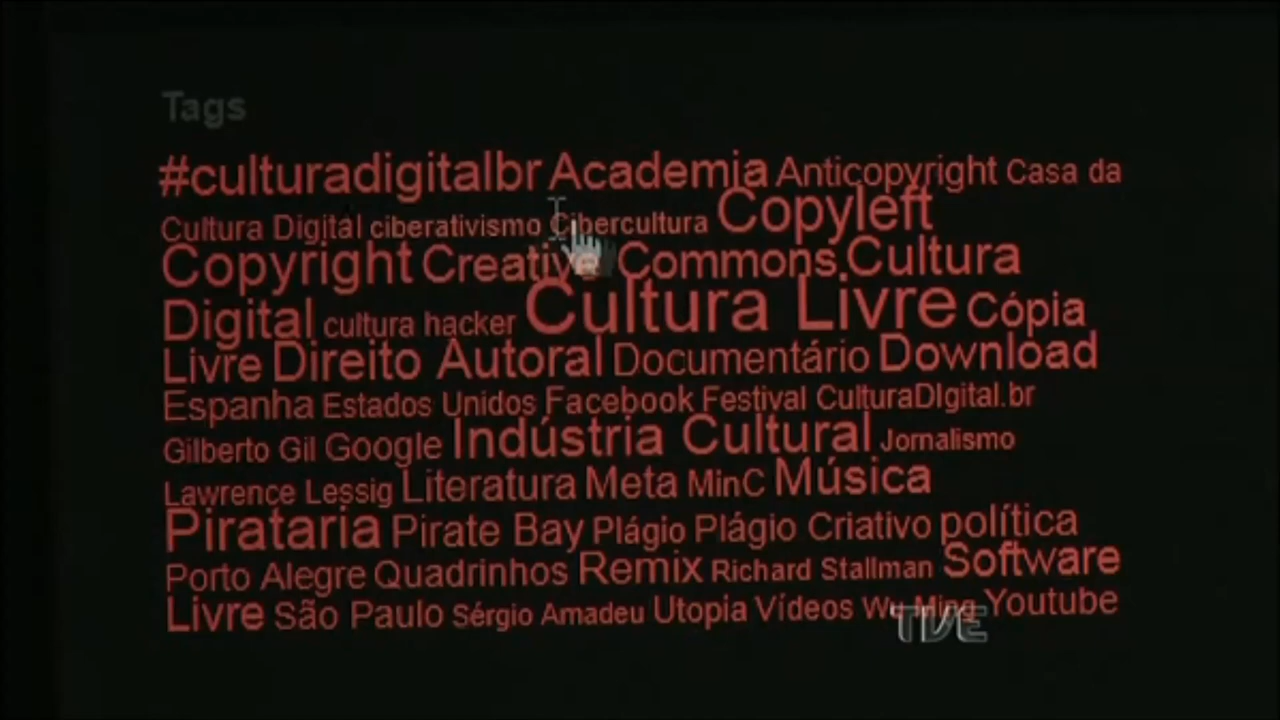 Tags
#culturadigitalbr Academia Anticopyright Casa da
Cultura Digital ciberativismo Cibercultura Copyleft
Copyright Creative Commons Cultura
Digital cultura hacker Cultura Livre Cópia
Livre Direito Autoral Documentário Download
Espanha Estados Unidos Facebook Festival CulturaDIgital.br
Gilberto Gil Google Indústria Cultural Jornalismo
Lawrence Lessig Literatura Meta MinC Música
Pirataria Pirate Bay Plágio Plágio Criativo política
Porto Alegre Quadrinhos Remix Richard Stallman Software
Livre São Paulo Sérgio Amadeu Utopia Vídeos Wu Ming Youtube
TVE